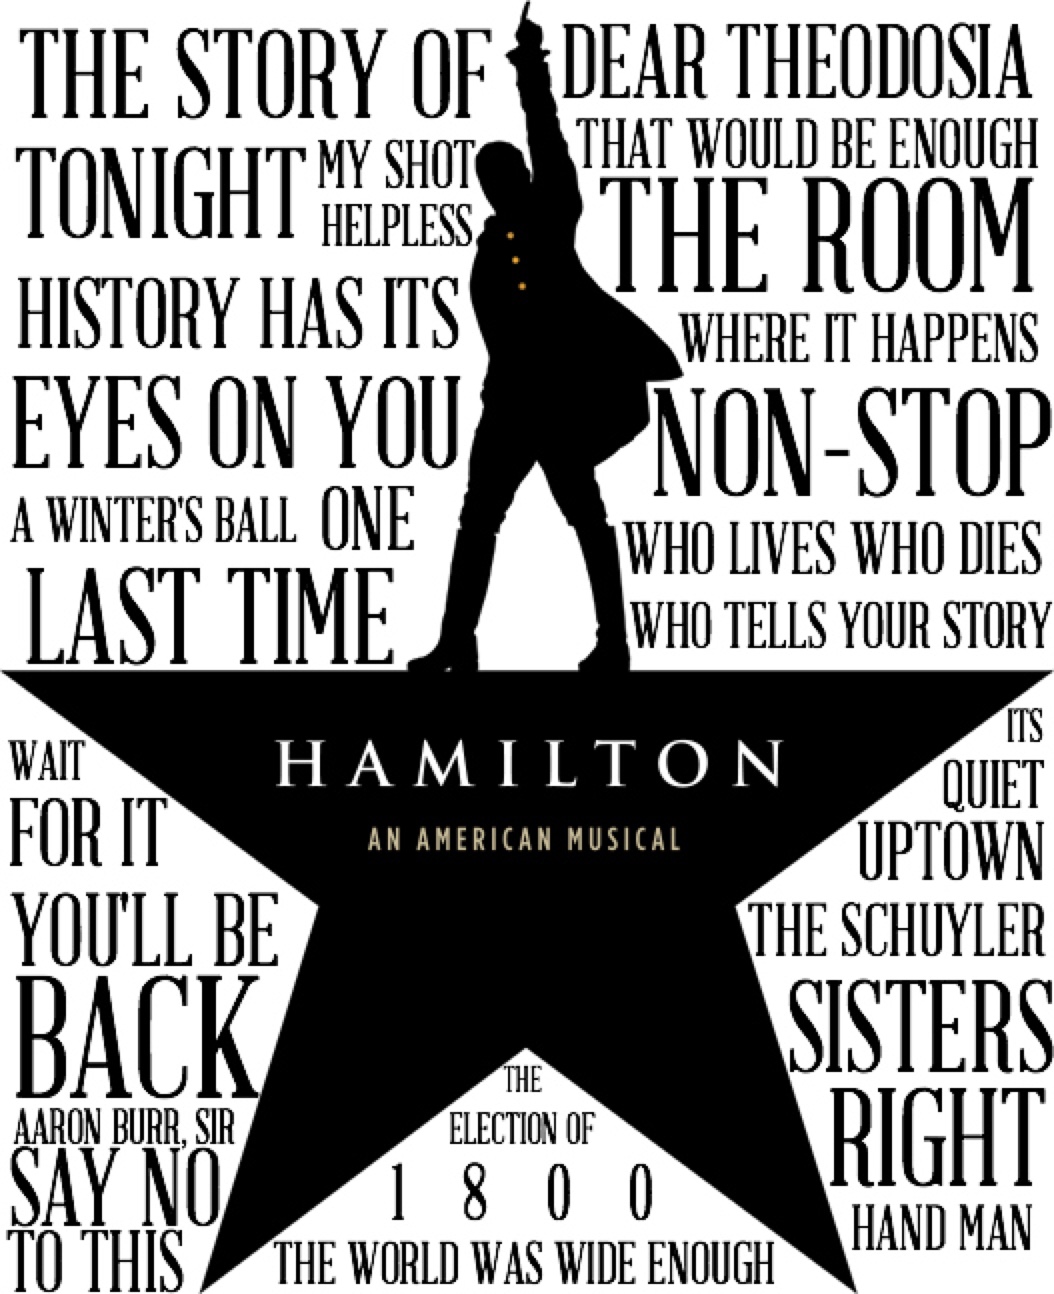 THE STORY OF
TONIGHT
MY SHOT
HELPLESS
HISTORY HAS ITS
EYES ON YOU
A WINTER'S BALL
ONE
LAST TIME
DEAR THEODOSIA
THAT WOULD BE ENOUGH
THE ROOM
WHERE IT HAPPENS
NON-STOP
WHO LIVES WHO DIES
WHO TELLS YOUR STORY
HAMILTON
AN AMERICAN MUSICAL
WAIT
FOR IT
YOU'LL BE
BACK
AARON BURR, SIR
SAY NO
TO THIS
THE
ELECTION OF
1 8 0 0
THE WORLD WAS WIDE ENOUGH
ITS
QUIET
UPTOWN
THE SCHUYLER
SISTERS
RIGHT
HAND MAN